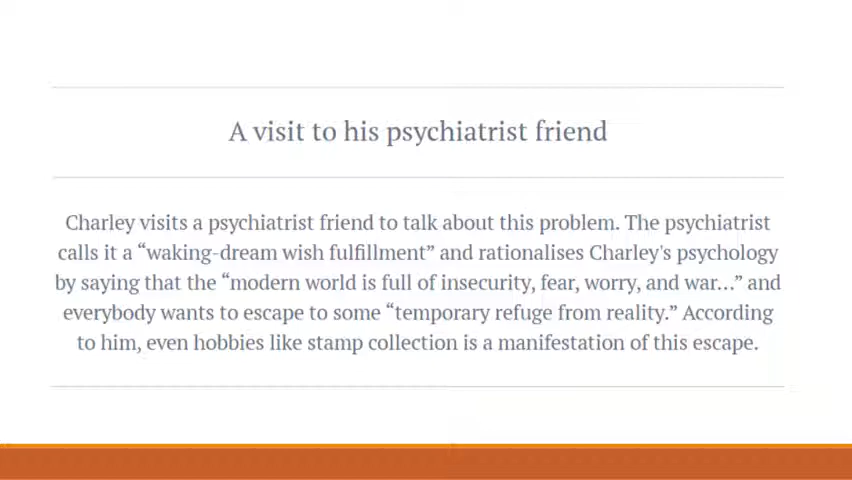 A visit to his psychiatrist friend
Charley visits a psychiatrist friend to talk about this problem. The psychiatrist
calls it a “waking-dream wish fulfillment” and rationalises Charley's psychology
by saying that the “modern world is full of insecurity, fear, worry, and war...” and
everybody wants to escape to some “temporary refuge from reality.” According
to him, even hobbies like stamp collection is a manifestation of this escape.